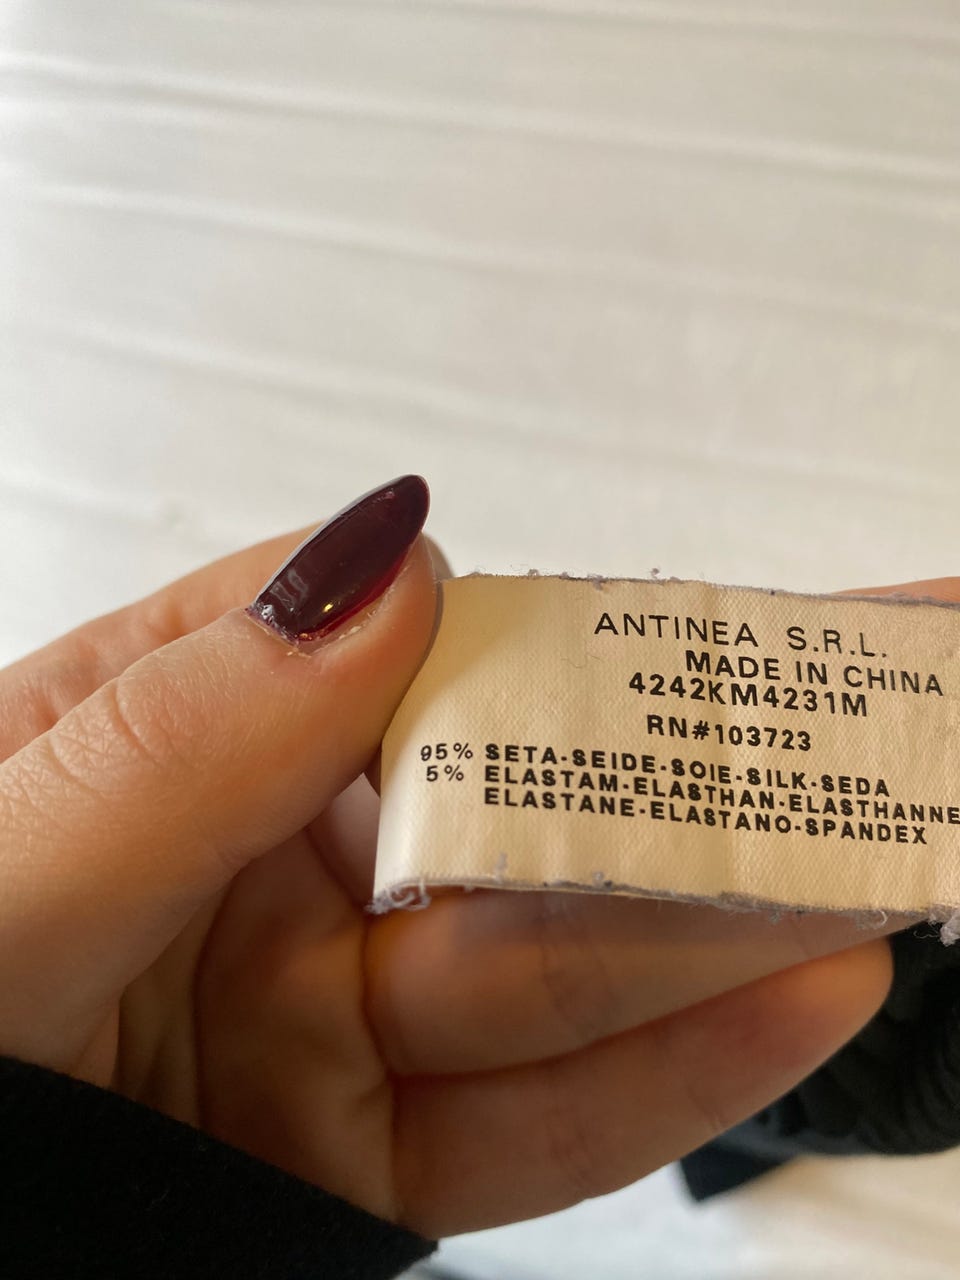 ANTINEA S.R.L.
MADE IN CHINA
4242KM4231M
RN#103723
95% SETA-SEIDE-SOIE-SILK-SEDA
5% ELASTAM-ELASTHAN-ELASTHANNE
ELASTANE-ELASTANO-SPANDEX